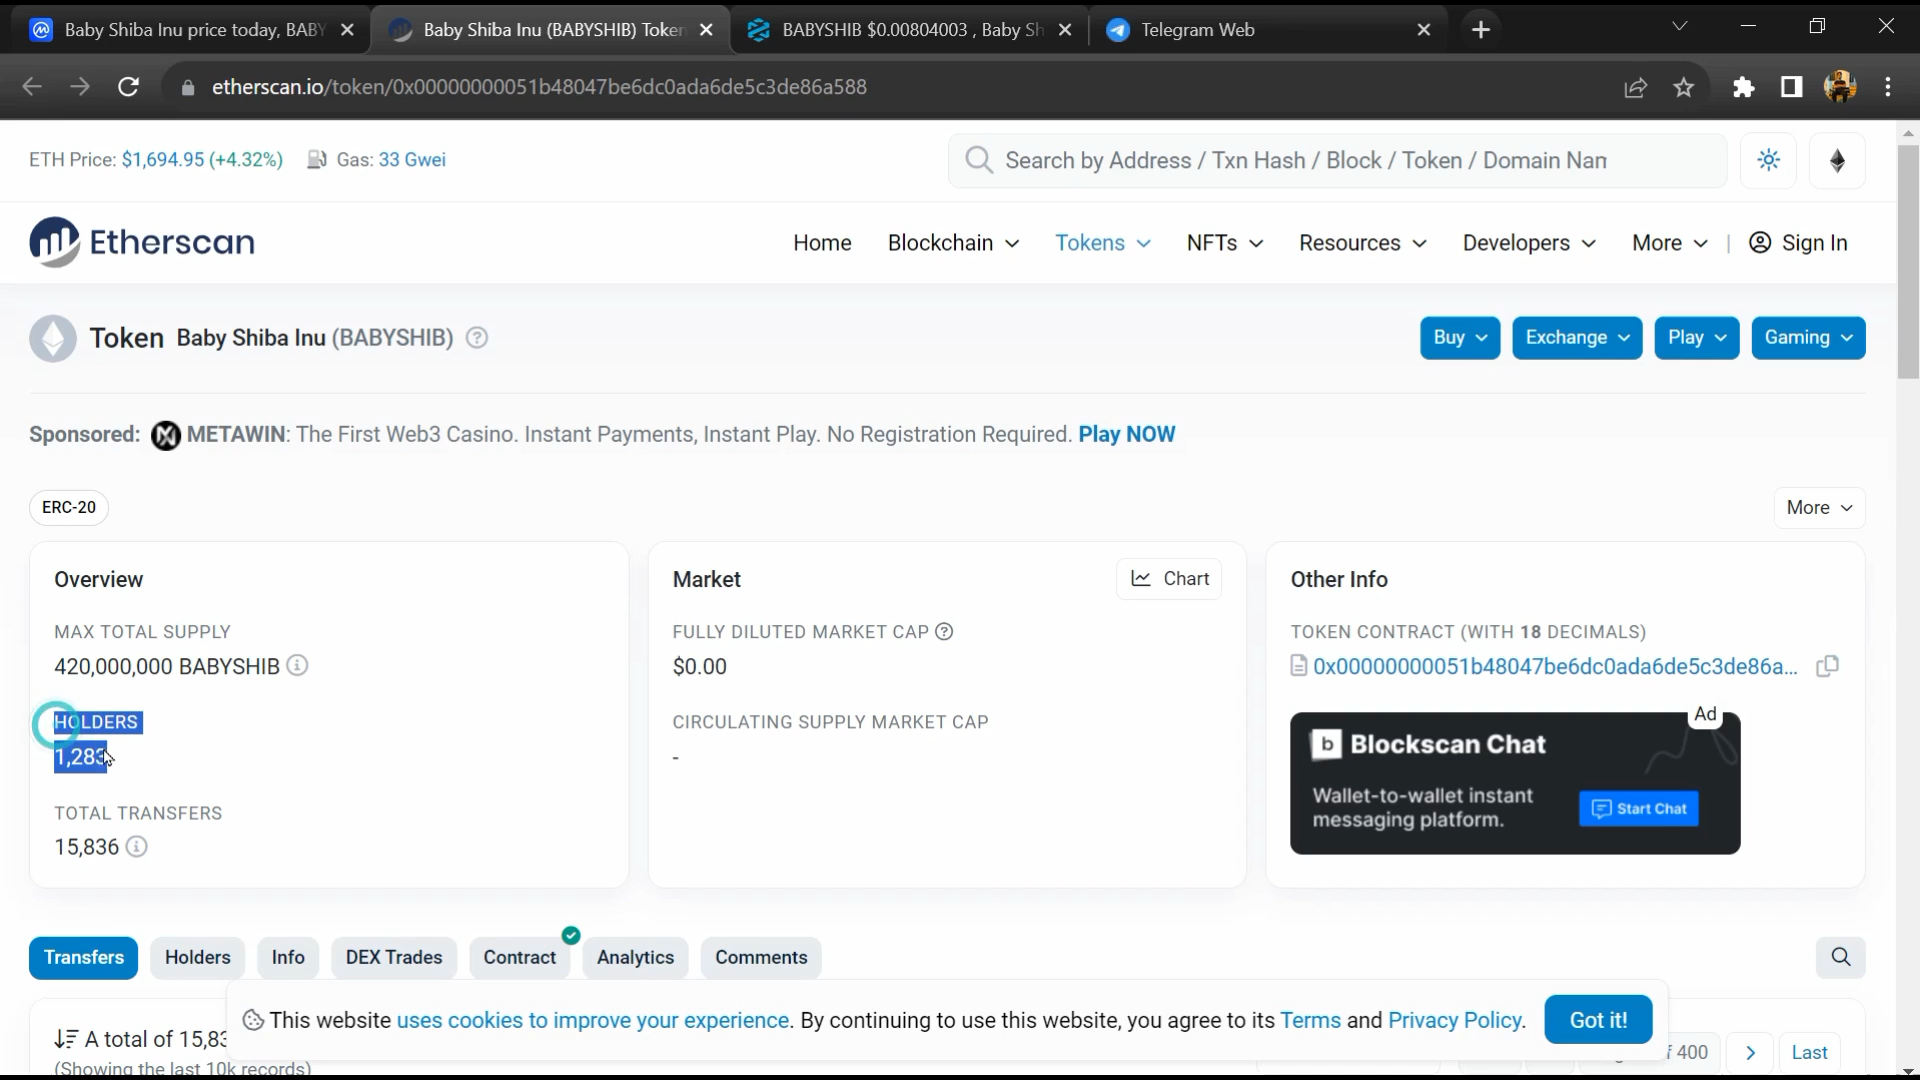 Baby Shiba Inu price today, BABY
Baby Shiba Inu (BABYSHIB) Token
BABYSHIB $0.00804003 , Baby Sh
Telegram Web
etherscan.io/token/0x00000000051b48047be6dc0ada6de5c3de86a588
ETH Price: $1,694.95 (+4.32%) Gas: 33 Gwei
Search by Address / Txn Hash / Block / Token / Domain Nan
Etherscan
Home Blockchain Tokens NFTs Resources Developers More | Sign In
Token Baby Shiba Inu (BABYSHIB)
Buy Exchange Play Gaming
Sponsored: METAWIN: The First Web3 Casino. Instant Payments, Instant Play. No Registration Required. Play NOW
ERC-20
More
Overview
MAX TOTAL SUPPLY
420,000,000 BABYSHIB
HOLDERS
1,283
TOTAL TRANSFERS
15,836
Market
Chart
FULLY DILUTED MARKET CAP
$0.00
CIRCULATING SUPPLY MARKET CAP
-
Other Info
TOKEN CONTRACT (WITH 18 DECIMALS)
0x00000000051b48047be6dc0ada6de5c3de86a...
Ad
b Blockscan Chat
Wallet-to-wallet instant
messaging platform.
Start Chat
Transfers Holders Info DEX Trades Contract Analytics Comments
This website uses cookies to improve your experience. By continuing to use this website, you agree to its Terms and Privacy Policy.
Got it!
A total of 15,83
(Showing the last 10k records)
f 400
Last